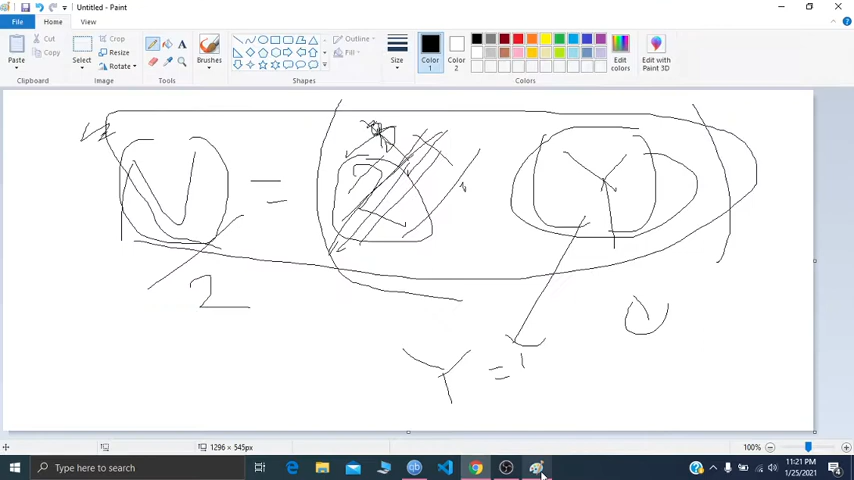 Untitled - Paint
File Home View
Paste Cut Copy Select Crop Resize Rotate Brushes Outline Fill Size Color 1 Color 2 Edit colors Edit with Paint 3D
Clipboard Image Tools Shapes Colors
V = Y
2
Y =
1296 × 545px 100%
Type here to search 11:21 PM
1/25/2021
4